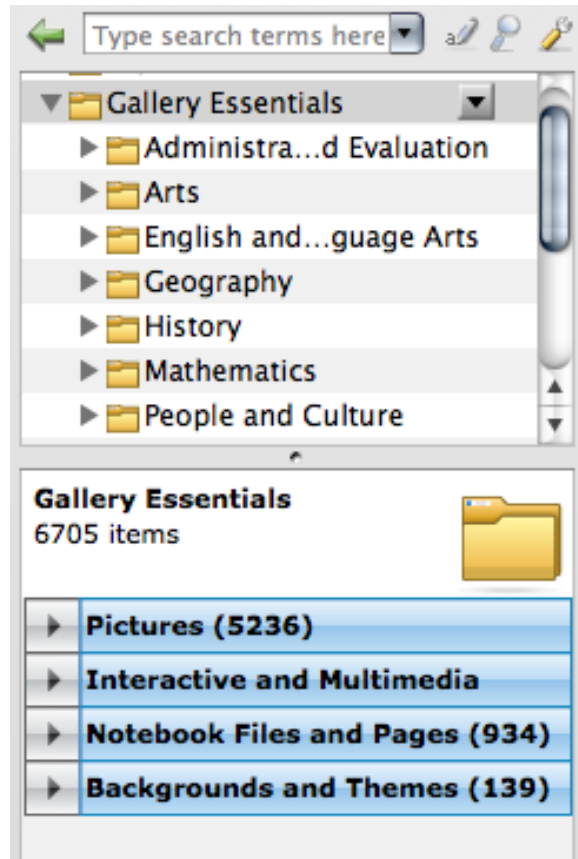 Type search terms here
Gallery Essentials
Administra...d Evaluation
Arts
English and...guage Arts
Geography
History
Mathematics
People and Culture
Gallery Essentials
6705 items
Pictures (5236)
Interactive and Multimedia
Notebook Files and Pages (934)
Backgrounds and Themes (139)